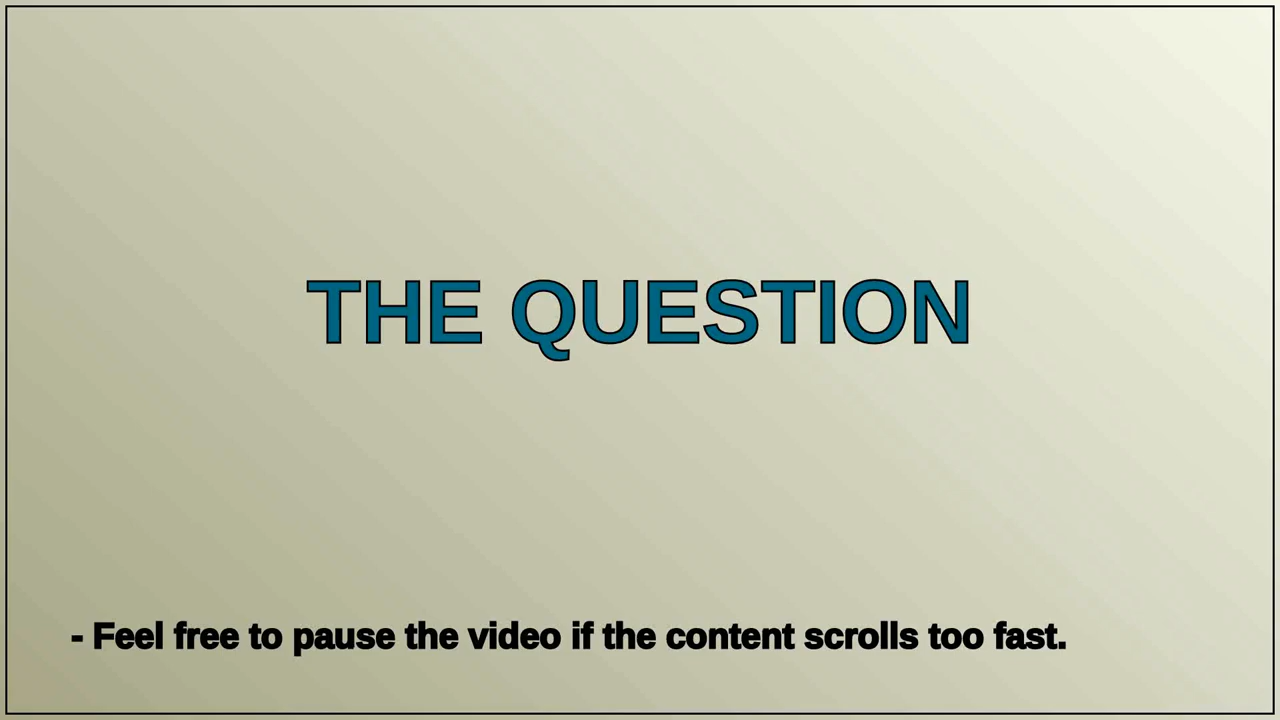 THE QUESTION
- Feel free to pause the video if the content scrolls too fast.